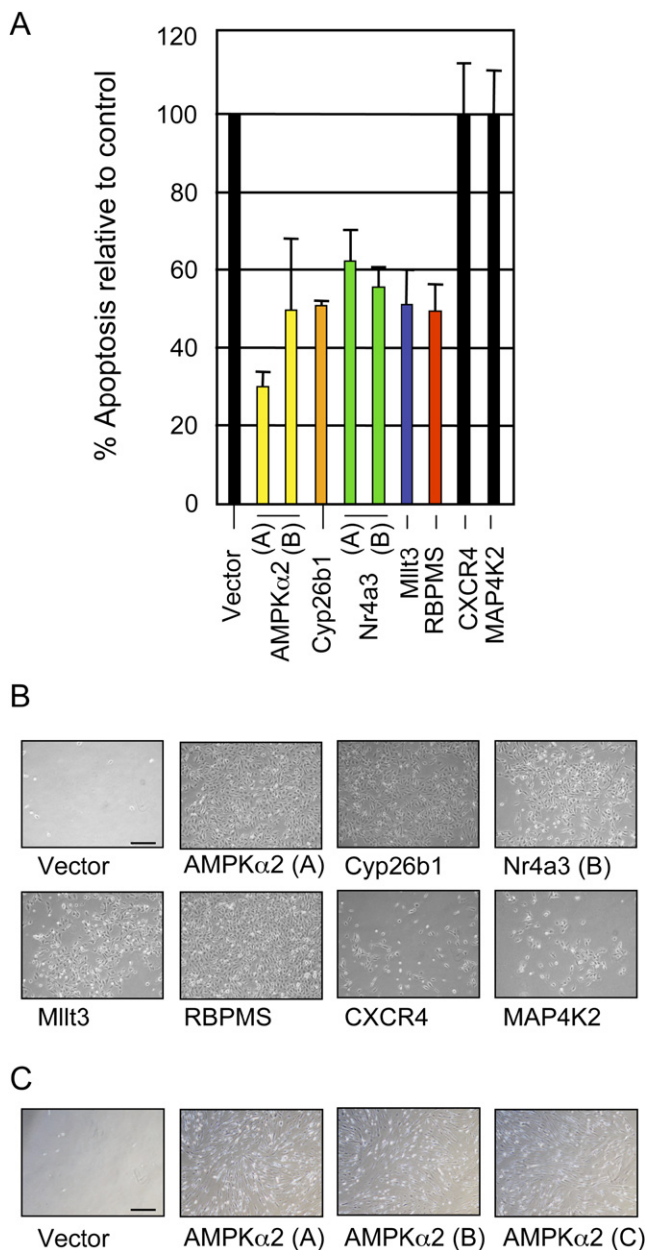 A
% Apoptosis relative to control
120
100
80
60
40
20
0
Vector
(A)
(B)
AMPKα2
Cyp26b1
(A)
(B)
Nr4a3
Mllt3
RBPMS
CXCR4
MAP4K2
B
Vector
AMPKα2 (A)
Cyp26b1
Nr4a3 (B)
Mllt3
RBPMS
CXCR4
MAP4K2
C
Vector
AMPKα2 (A)
AMPKα2 (B)
AMPKα2 (C)